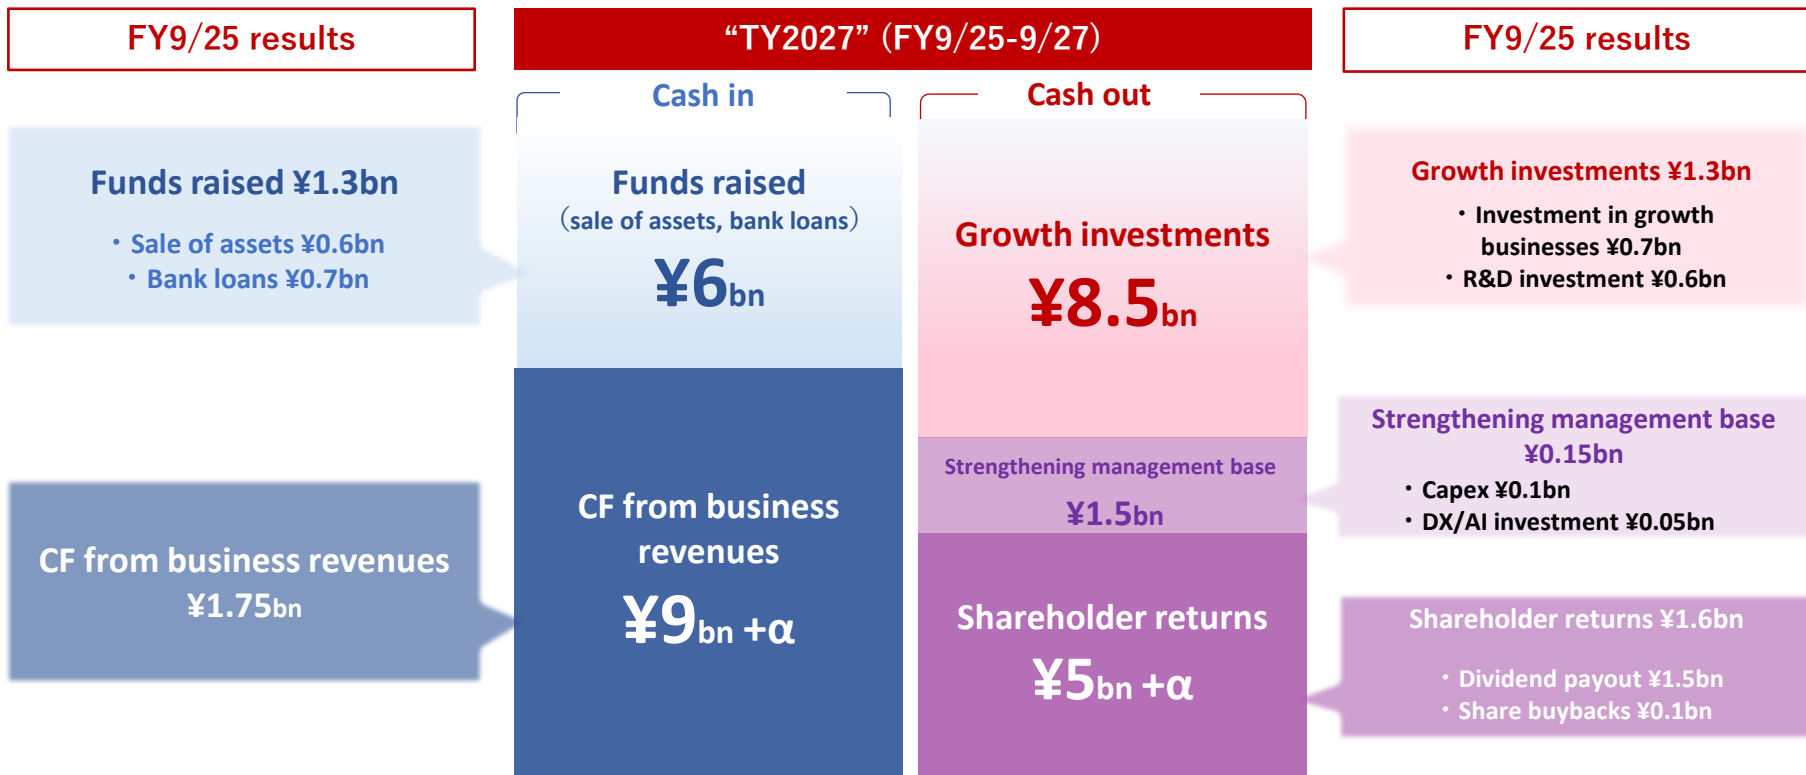 FY9/25 results
“TY2027” (FY9/25-9/27)
FY9/25 results
Cash in
Cash out
Funds raised ¥1.3bn
・Sale of assets ¥0.6bn
・Bank loans ¥0.7bn
CF from business revenues
¥1.75bn
Funds raised
（sale of assets, bank loans）
¥6bn
CF from business
revenues
¥9bn +α
Growth investments
¥8.5bn
Strengthening management base
¥1.5bn
Shareholder returns
¥5bn +α
Growth investments ¥1.3bn
・Investment in growth
businesses ¥0.7bn
・R&D investment ¥0.6bn
Strengthening management base
¥0.15bn
・Capex ¥0.1bn
・DX/AI investment ¥0.05bn
Shareholder returns ¥1.6bn
・Dividend payout ¥1.5bn
・Share buybacks ¥0.1bn